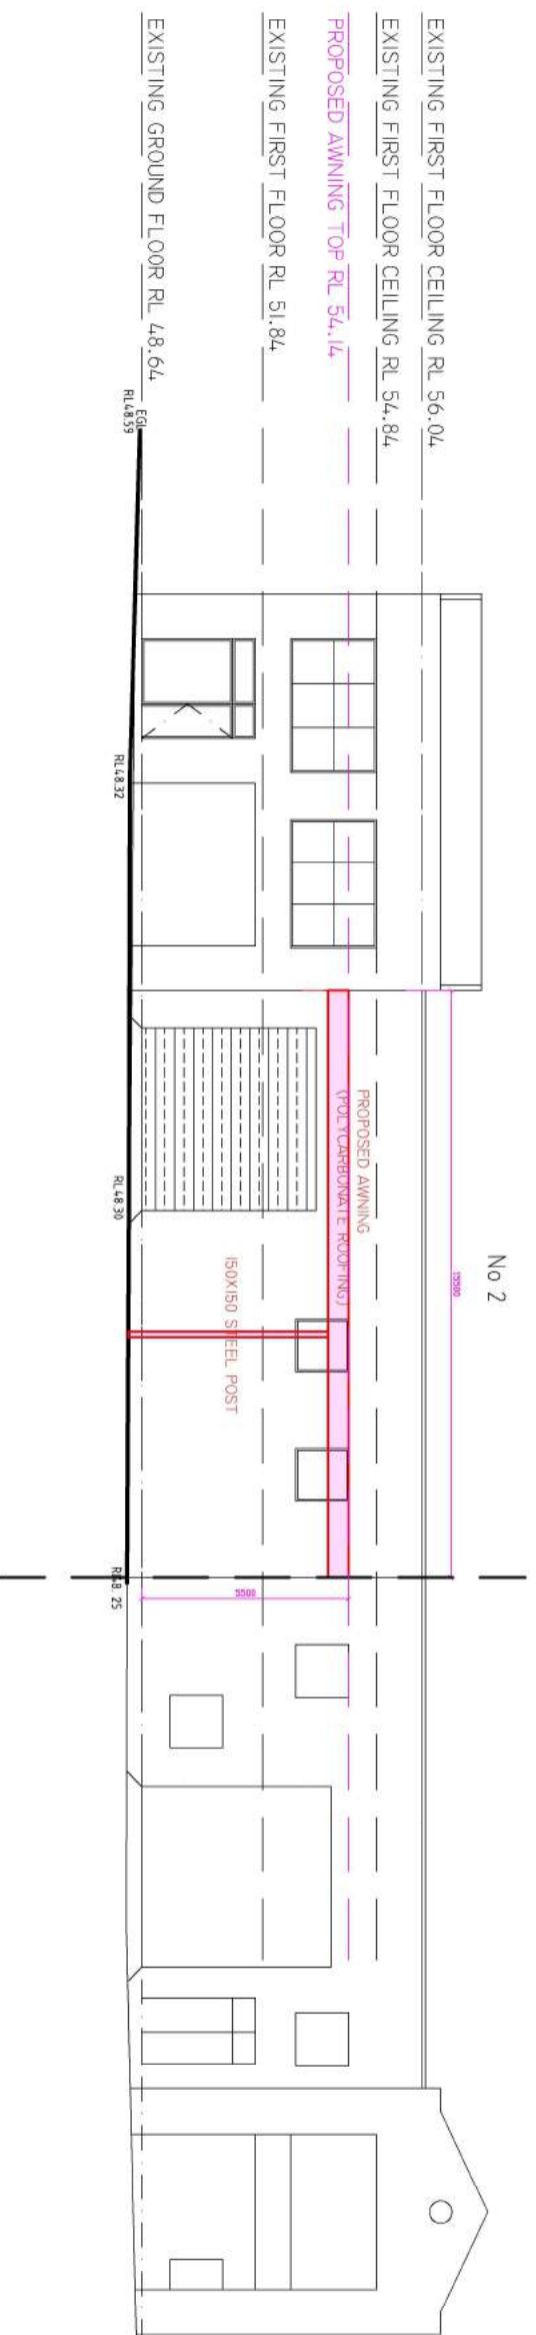 EXISTING FIRST FLOOR CEILING RL 56.04
EXISTING FIRST FLOOR CEILING RL 54.84
PROPOSED AWNING TOP RL 54.14
EXISTING FIRST FLOOR RL 51.84
EXISTING GROUND FLOOR RL 48.64
EGL
RL48.59
RL48.32
No 2
15500
PROPOSED AWNING
(POLYCARBONATE ROOFING)
150X150 STEEL POST
RL48.30
5500
RL48.25